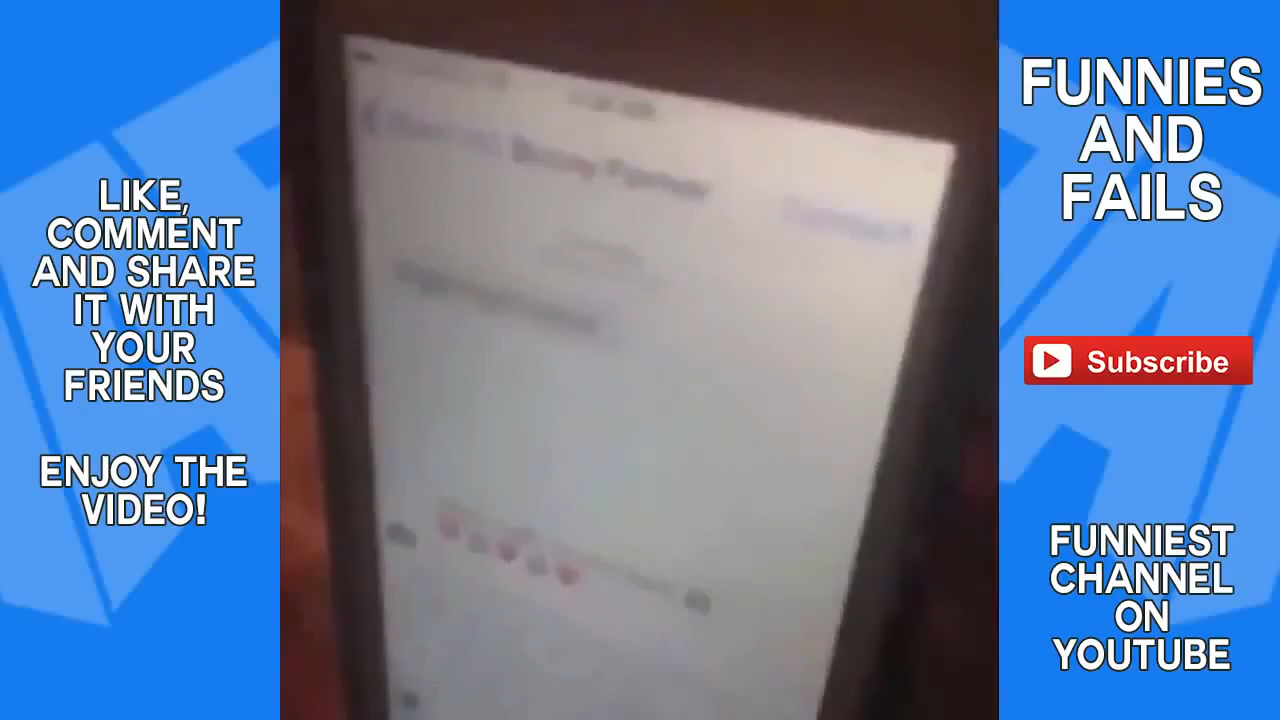 LIKE,
COMMENT
AND SHARE
IT WITH
YOUR
FRIENDS
ENJOY THE
VIDEO!
FUNNIES
AND
FAILS
Subscribe
FUNNIEST
CHANNEL
ON
YOUTUBE